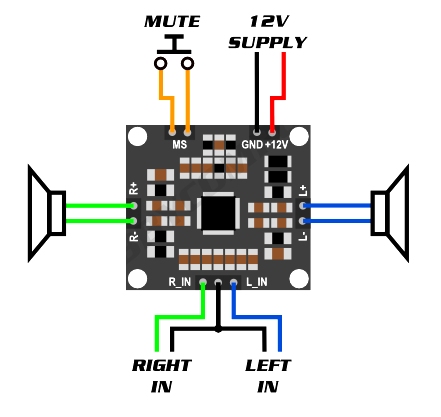 MUTE
12V
SUPPLY
MS
GND +12V
R+
R-
L+
L-
R_IN
L_IN
RIGHT
IN
LEFT
IN